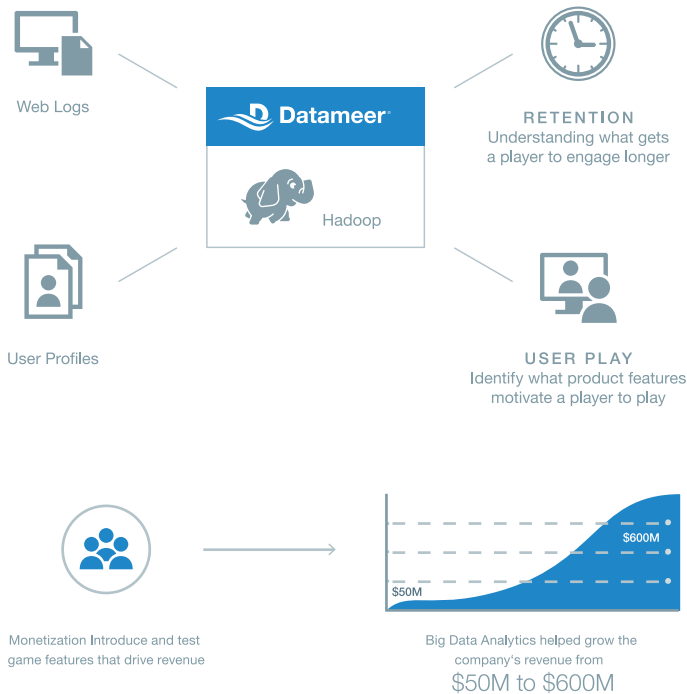 Web Logs
Datameer
Hadoop
RETENTION
Understanding what gets
a player to engage longer
User Profiles
USER PLAY
Identify what product features
motivate a player to play
$600M
$50M
Monetization Introduce and test
game features that drive revenue
Big Data Analytics helped grow the
company's revenue from
$50M to $600M